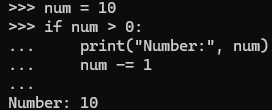 >>> num = 10
>>> if num > 0:
...     print("Number:", num)
...     num -= 1
...
Number: 10